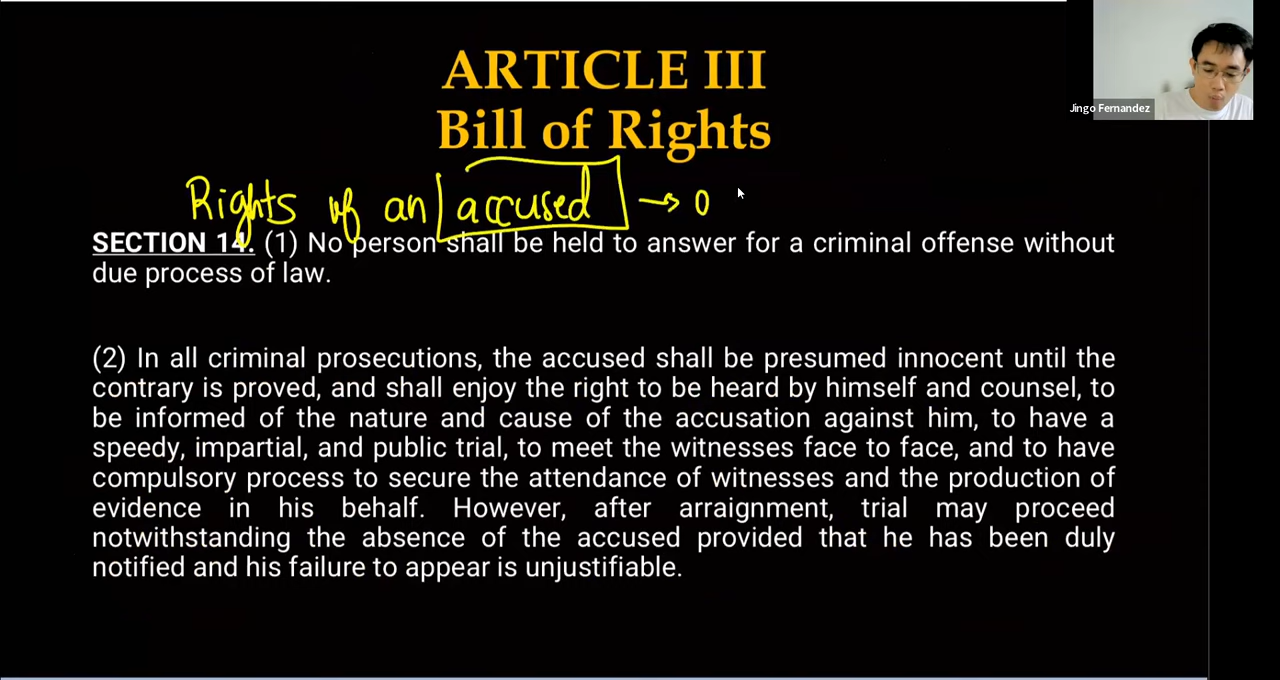 ARTICLE III
Bill of Rights
Jingo Fernandez
Rights of an accused → 0
SECTION 14. (1) No person shall be held to answer for a criminal offense without
due process of law.
(2) In all criminal prosecutions, the accused shall be presumed innocent until the
contrary is proved, and shall enjoy the right to be heard by himself and counsel, to
be informed of the nature and cause of the accusation against him, to have a
speedy, impartial, and public trial, to meet the witnesses face to face, and to have
compulsory process to secure the attendance of witnesses and the production of
evidence in his behalf. However, after arraignment, trial may proceed
notwithstanding the absence of the accused provided that he has been duly
notified and his failure to appear is unjustifiable.